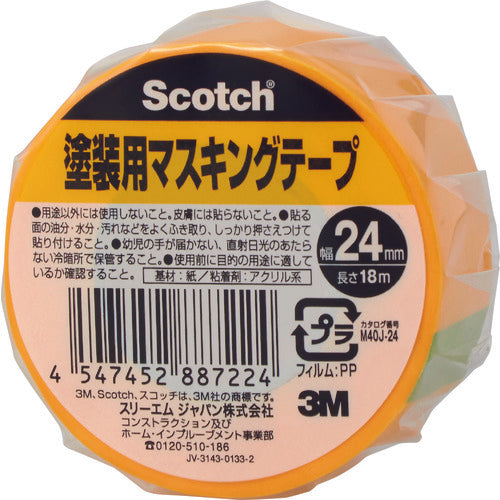 Scotch
塗装用マスキングテープ
●用途以外には使用しないこと。皮膚には貼らないこと。●貼る
面の油分・水分・汚れなどをよくふき取り、しっかり押さえつけて
貼り付けること。●幼児の手が届かない、直射日光のあたら
ない冷暗所で保管すること。●使用前に目的の用途に適して
いるか確認すること。
基材：紙／粘着剤：アクリル系
幅24mm
長さ18m
プラ
カタログ番号
M40J-24
フィルム：PP
4 547452 887224
3M、Scotch、スコッチは、3M社の商標です。
スリーエム ジャパン株式会社
コンストラクション及び
ホーム・インプルーブメント事業部
☎0120-510-186
JV-3143-0133-2
3M